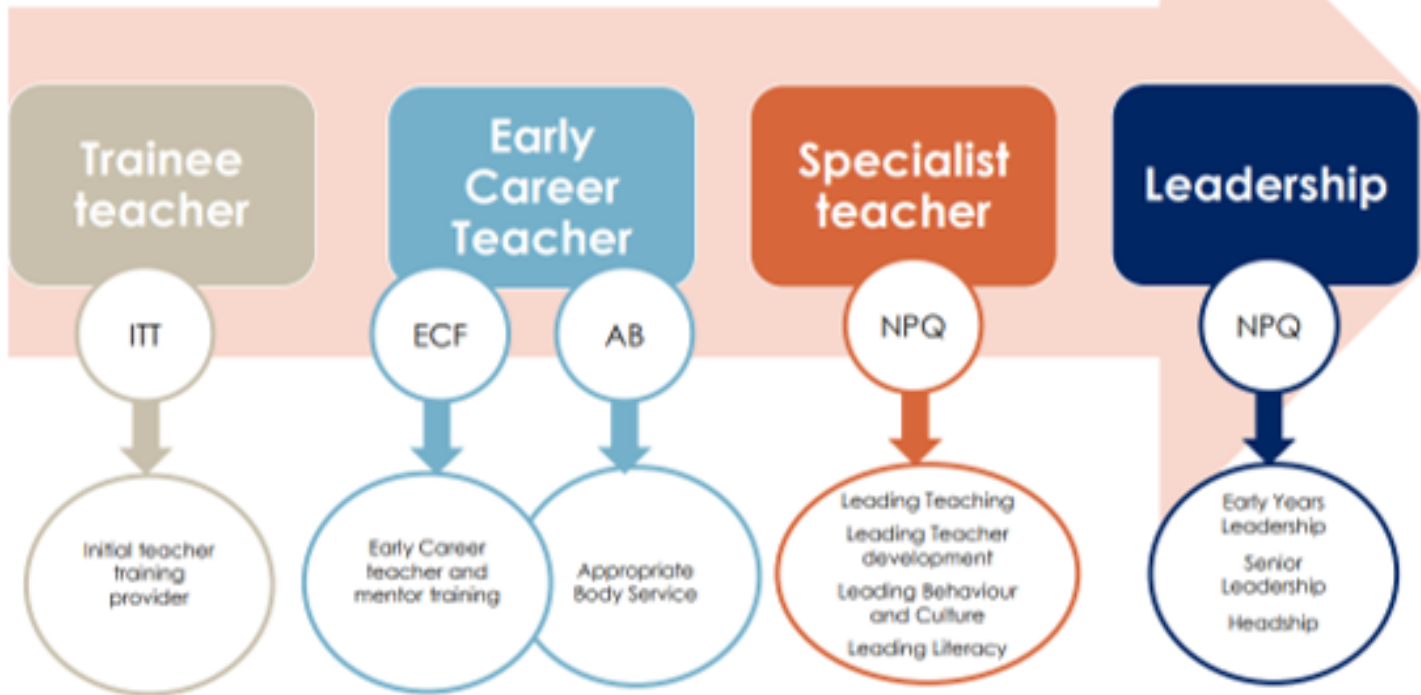 Trainee
teacher
Early
Career
Teacher
Specialist
teacher
Leadership
ITT
ECF
AB
NPQ
NPQ
Initial teacher
training
provider
Early Career
teacher and
mentor training
Appropriate
Body Service
Leading Teaching
Leading Teacher
development
Leading Behaviour
and Culture
Leading Literacy
Early Years
Leadership
Senior
Leadership
Headship